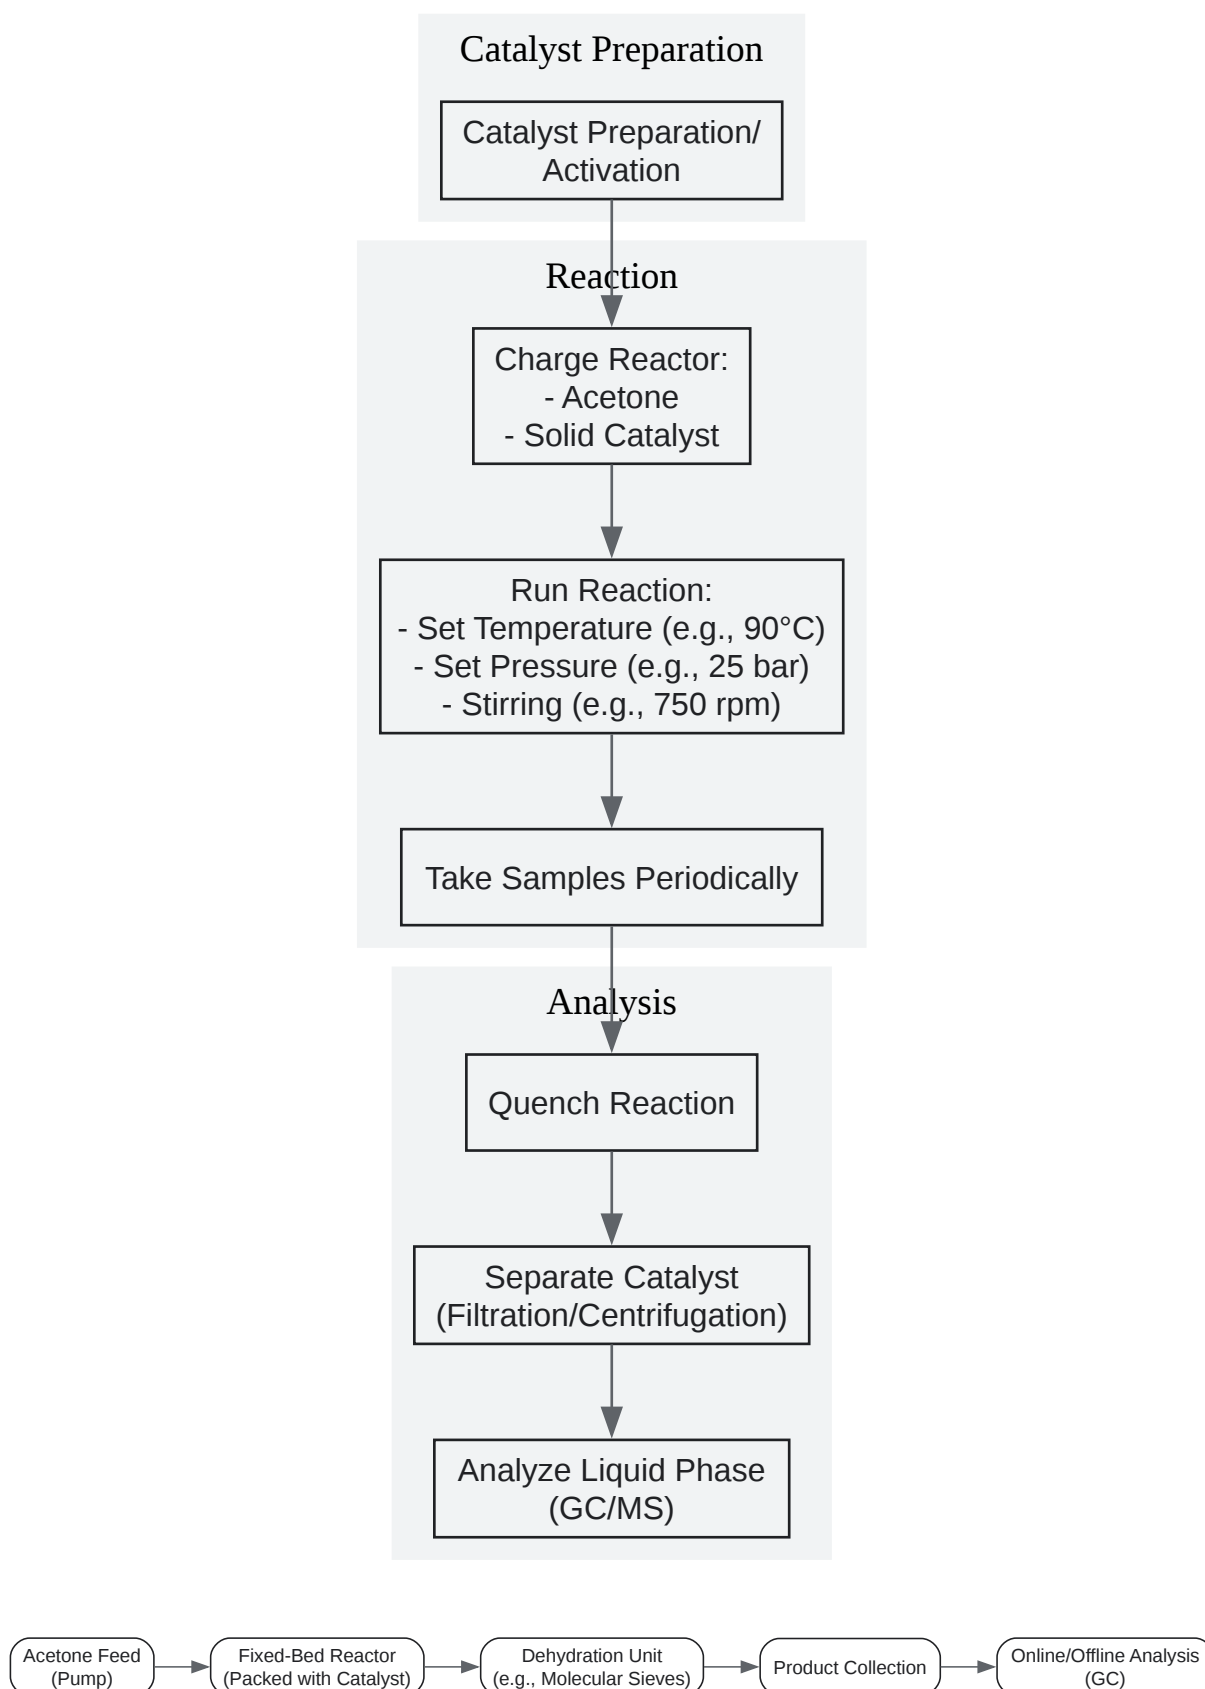 Catalyst Preparation
Catalyst Preparation/
Activation
Reaction
Charge Reactor:
- Acetone
- Solid Catalyst
Run Reaction:
- Set Temperature (e.g., 90°C)
- Set Pressure (e.g., 25 bar)
- Stirring (e.g., 750 rpm)
Take Samples Periodically
Analysis
Quench Reaction
Separate Catalyst
(Filtration/Centrifugation)
Analyze Liquid Phase
(GC/MS)
Acetone Feed
(Pump)
Fixed-Bed Reactor
(Packed with Catalyst)
Dehydration Unit
(e.g., Molecular Sieves)
Product Collection
Online/Offline Analysis
(GC)